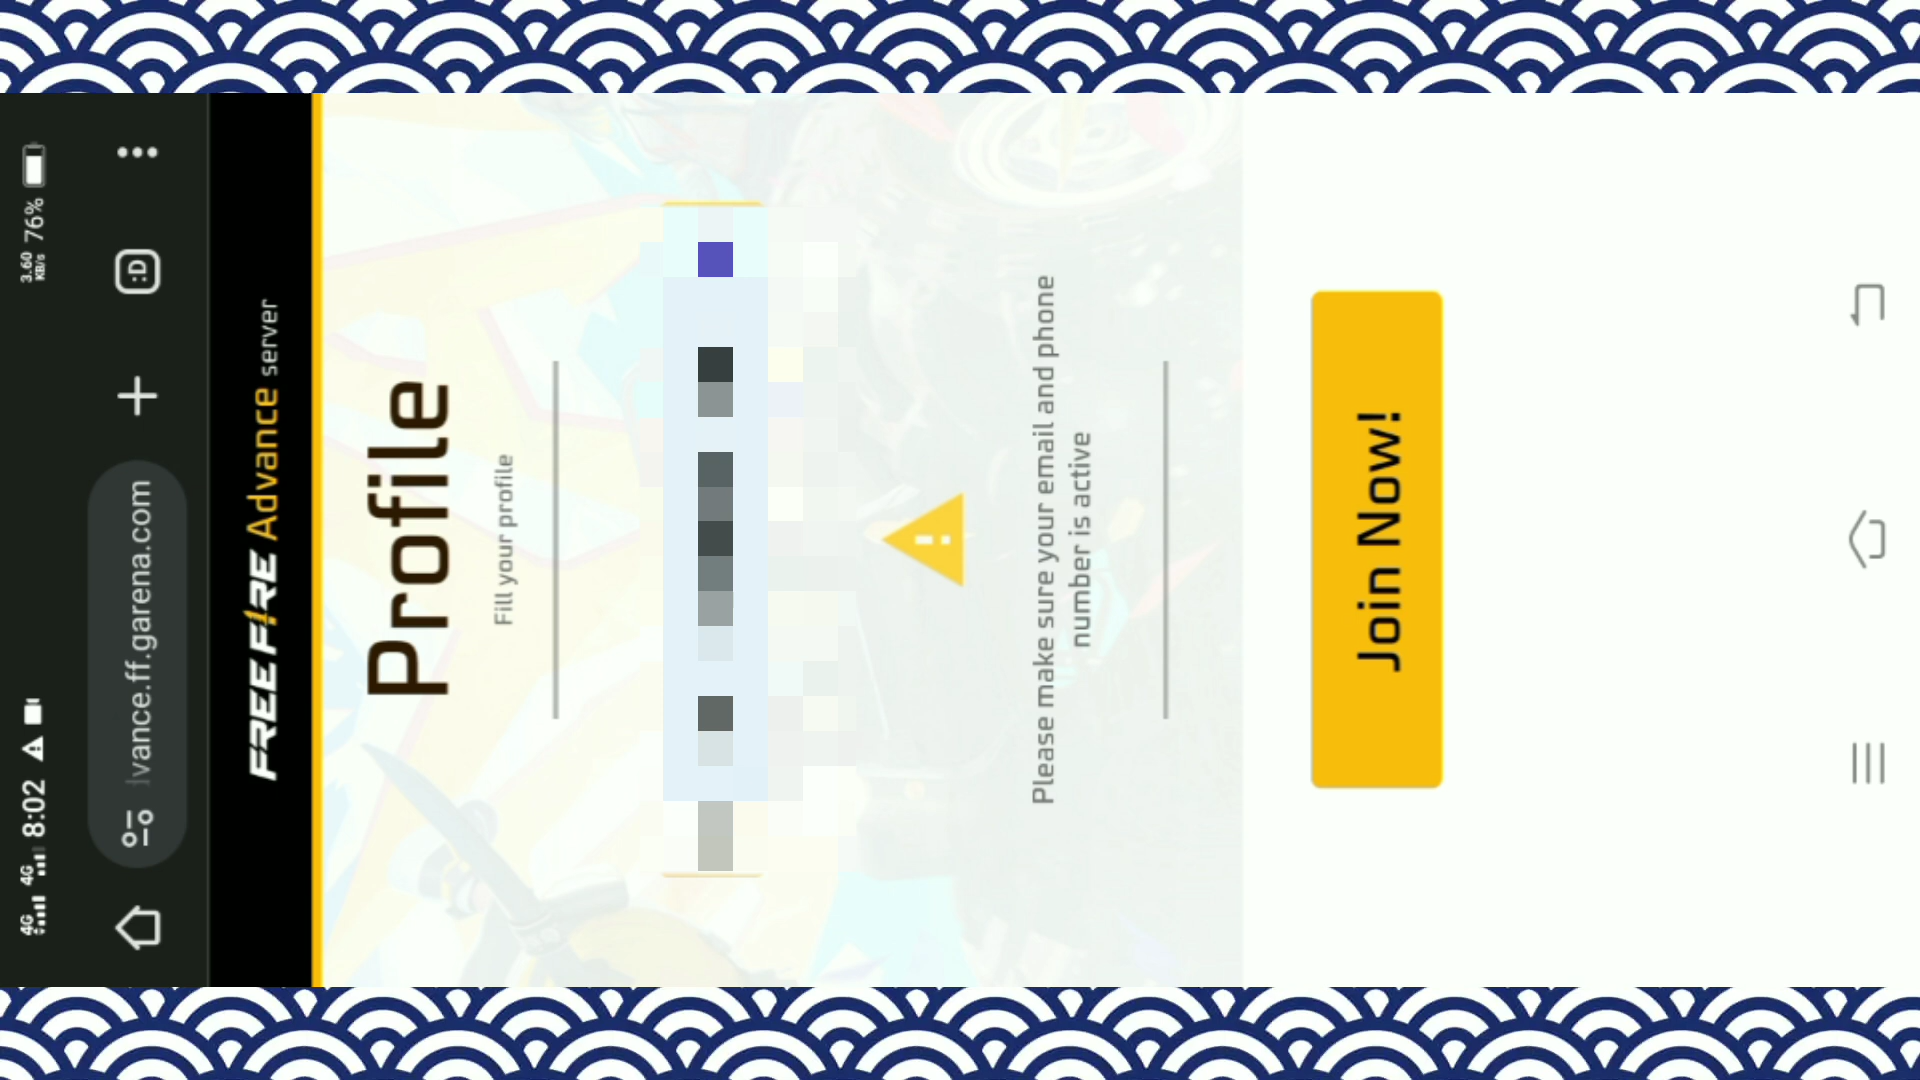 4G 4G 8:02
3.60 KB/s 76%
lvance.ff.garena.com
:D
FREE FIRE Advance server
Profile
Fill your profile
Please make sure your email and phone
number is active
Join Now!